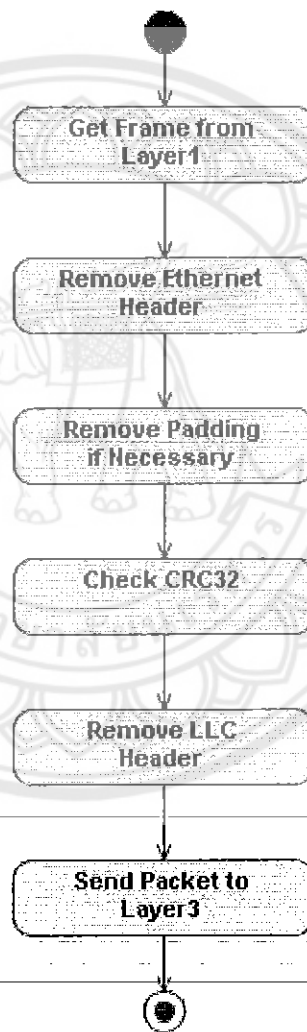 Get Frame from
Layer1
Remove Ethernet
Header
Remove Padding
if Necessary
Check CRC32
Remove LLC
Header
Send Packet to
Layer3